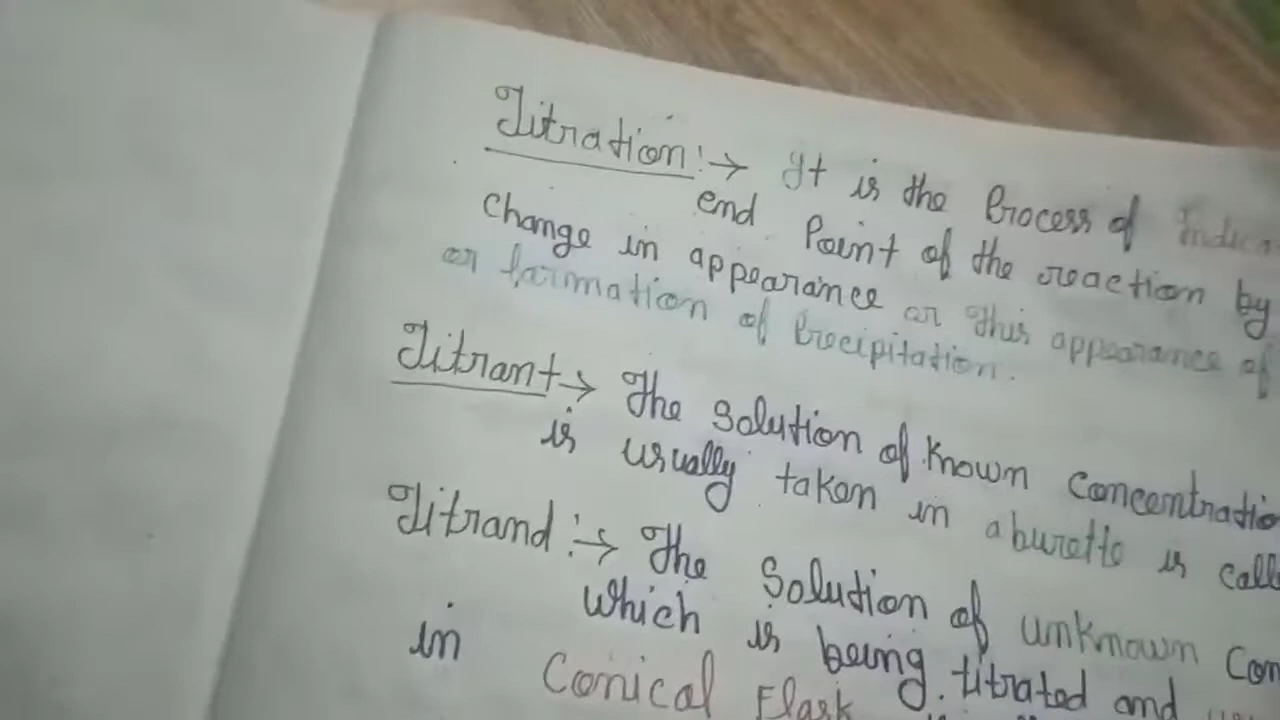 Titration :→ It is the Process of Indica
end Point of the reaction by
change in appearance or this appearance of
or formation of Precipitation.
Titrant → The Solution of Known Concentratio
is usually taken in a burette is call
Titrand :→ The Solution of unknown Con
which is being titrated and
in Conical Flask